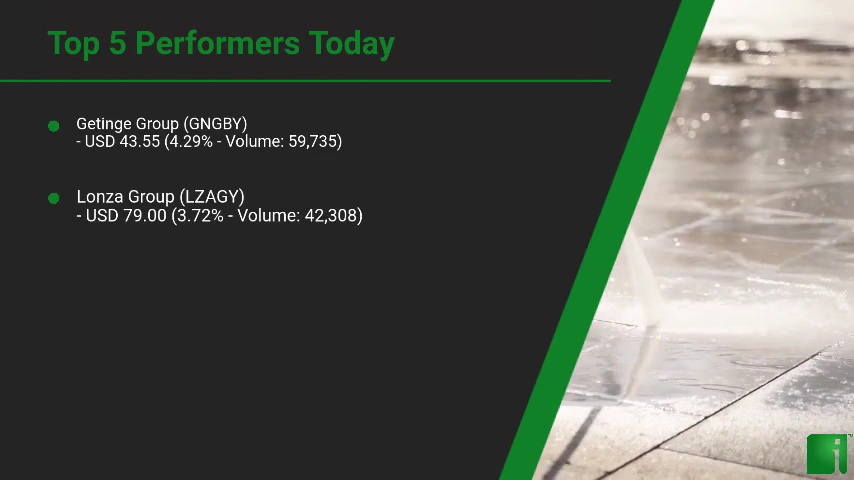 Top 5 Performers Today
Getinge Group (GNGBY)
- USD 43.55 (4.29% - Volume: 59,735)
Lonza Group (LZAGY)
- USD 79.00 (3.72% - Volume: 42,308)
i